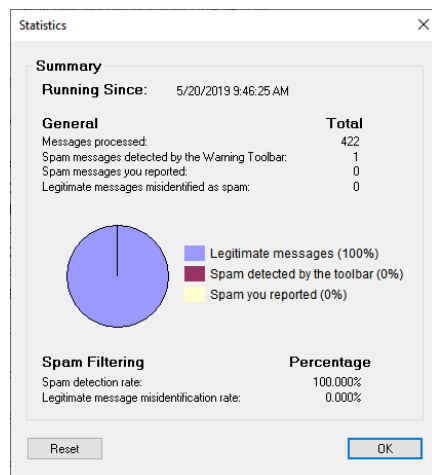 Statistics
Summary
Running Since: 5/20/2019 9:46:25 AM
General Total
Messages processed: 422
Spam messages detected by the Warning Toolbar: 1
Spam messages you reported: 0
Legitimate messages misidentified as spam: 0
Legitimate messages (100%)
Spam detected by the toolbar (0%)
Spam you reported (0%)
Spam Filtering Percentage
Spam detection rate: 100.000%
Legitimate message misidentification rate: 0.000%
Reset OK